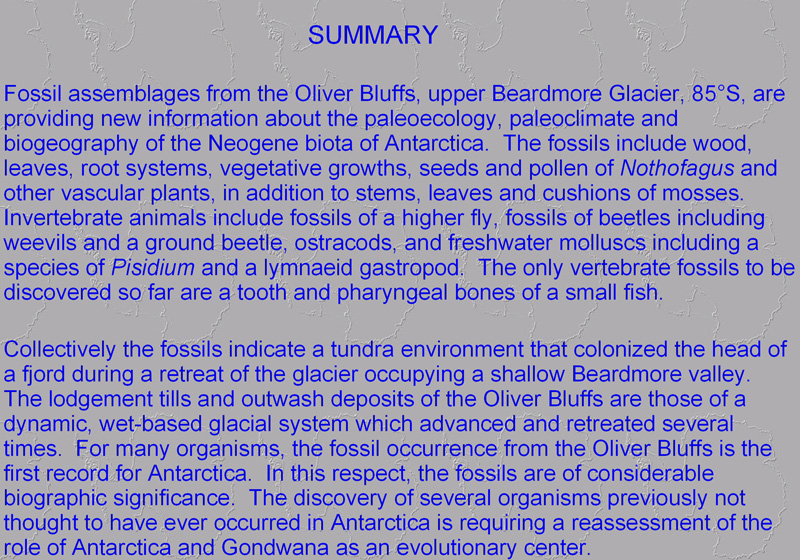 SUMMARY
Fossil assemblages from the Oliver Bluffs, upper Beardmore Glacier, 85°S, are
providing new information about the paleoecology, paleoclimate and
biogeography of the Neogene biota of Antarctica.  The fossils include wood,
leaves, root systems, vegetative growths, seeds and pollen of Nothofagus and
other vascular plants, in addition to stems, leaves and cushions of mosses.
Invertebrate animals include fossils of a higher fly, fossils of beetles including
weevils and a ground beetle, ostracods, and freshwater molluscs including a
species of Pisidium and a lymnaeid gastropod.  The only vertebrate fossils to be
discovered so far are a tooth and pharyngeal bones of a small fish.
Collectively the fossils indicate a tundra environment that colonized the head of
a fjord during a retreat of the glacier occupying a shallow Beardmore valley.
The lodgement tills and outwash deposits of the Oliver Bluffs are those of a
dynamic, wet-based glacial system which advanced and retreated several
times.  For many organisms, the fossil occurrence from the Oliver Bluffs is the
first record for Antarctica.  In this respect, the fossils are of considerable
biographic significance.  The discovery of several organisms previously not
thought to have ever occurred in Antarctica is requiring a reassessment of the
role of Antarctica and Gondwana as an evolutionary center.